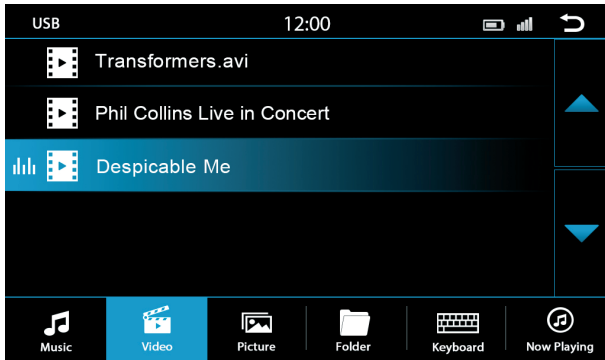 USB 12:00
Transformers.avi
Phil Collins Live in Concert
Despicable Me
Music Video Picture Folder Keyboard Now Playing